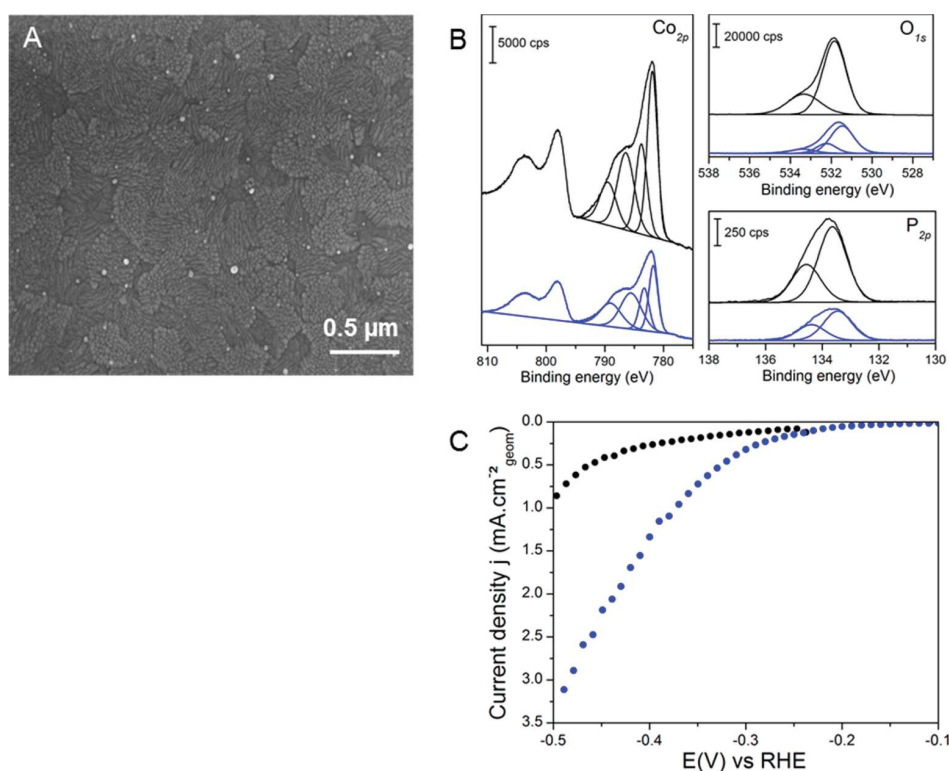 A
0.5 µm
B
5000 cps
Co2p
810 800 790 780
Binding energy (eV)
20000 cps
O1s
538 536 534 532 530 528
Binding energy (eV)
250 cps
P2p
138 136 134 132 130
Binding energy (eV)
C
Current density j (mA.cm⁻²geom)
0.0
0.5
1.0
1.5
2.0
2.5
3.0
3.5
-0.5 -0.4 -0.3 -0.2 -0.1
E(V) vs RHE